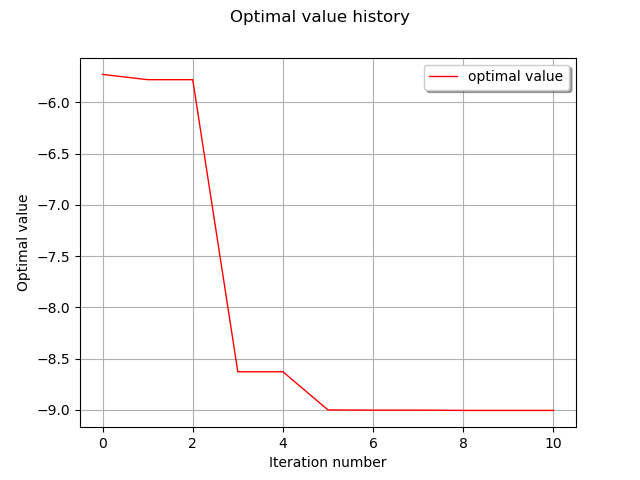 Optimal value history
optimal value
−6.0
−6.5
−7.0
−7.5
−8.0
−8.5
−9.0
Optimal value
0 2 4 6 8 10
Iteration number